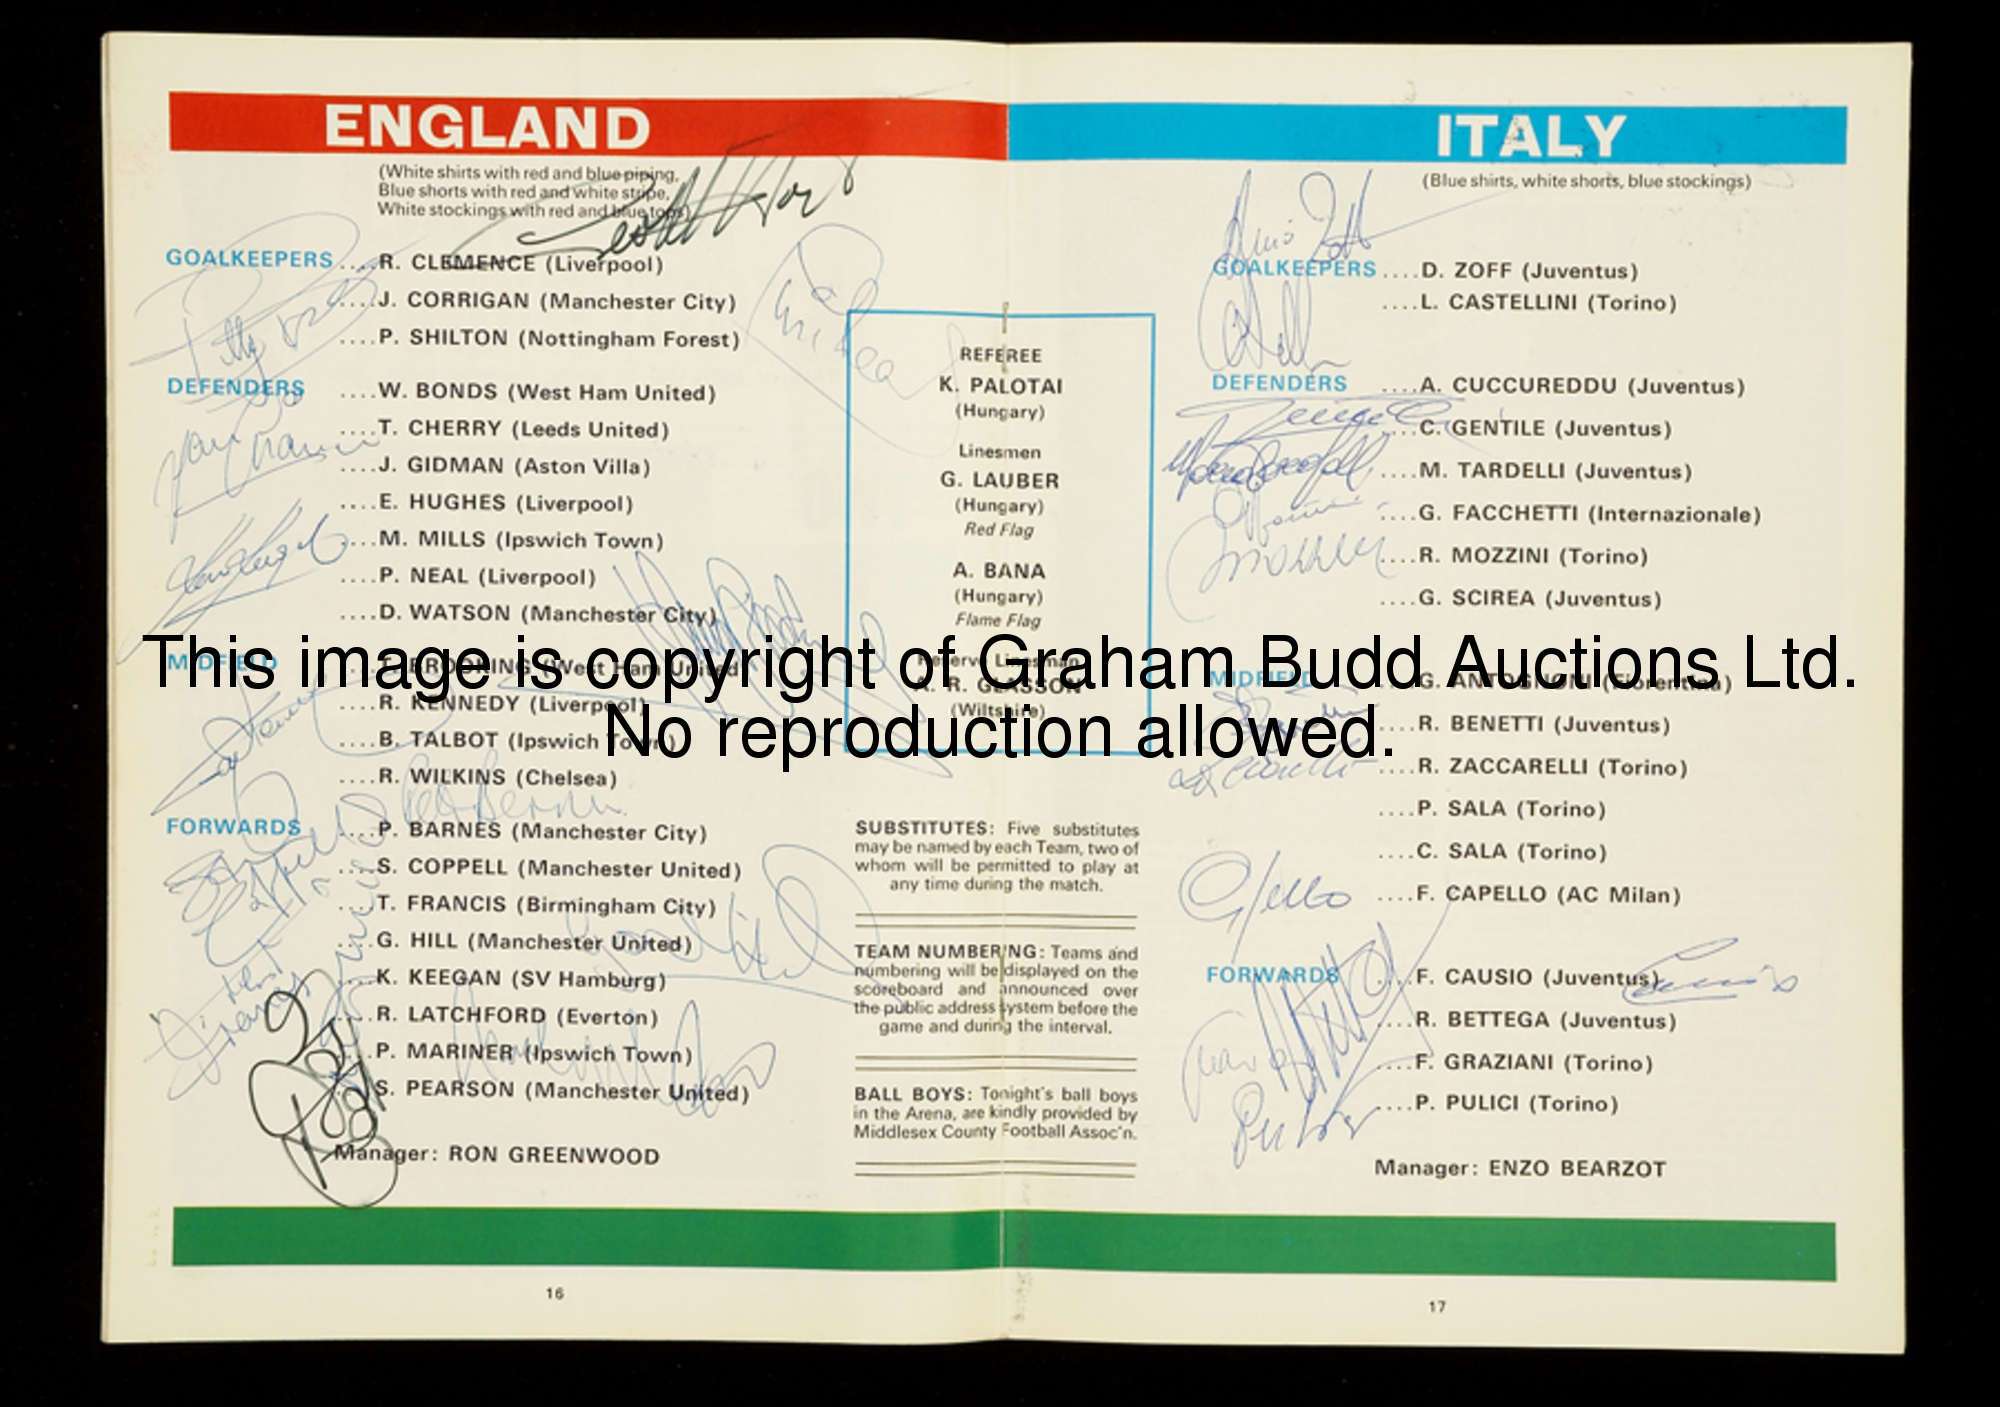 ENGLAND
(White shirts with red and blue piping,
Blue shorts with red and white stripe,
White stockings with red and blue tops)
GOALKEEPERS ....R. CLEMENCE (Liverpool)
....J. CORRIGAN (Manchester City)
....P. SHILTON (Nottingham Forest)
DEFENDERS ....W. BONDS (West Ham United)
....T. CHERRY (Leeds United)
....J. GIDMAN (Aston Villa)
....E. HUGHES (Liverpool)
....M. MILLS (Ipswich Town)
....P. NEAL (Liverpool)
....D. WATSON (Manchester City)
MIDFIELD ....T. BROOKING (West Ham United)
....R. KENNEDY (Liverpool)
....B. TALBOT (Ipswich Town)
....R. WILKINS (Chelsea)
FORWARDS ....P. BARNES (Manchester City)
....S. COPPELL (Manchester United)
....T. FRANCIS (Birmingham City)
....G. HILL (Manchester United)
....K. KEEGAN (SV Hamburg)
....R. LATCHFORD (Everton)
....P. MARINER (Ipswich Town)
....S. PEARSON (Manchester United)
Manager: RON GREENWOOD
16
REFEREE
K. PALOTAI
(Hungary)
Linesmen
G. LAUBER
(Hungary)
Red Flag
A. BANA
(Hungary)
Flame Flag
Reserve Linesman
A. R. GLASSON
(Wiltshire)
SUBSTITUTES: Five substitutes
may be named by each Team, two of
whom will be permitted to play at
any time during the match.
TEAM NUMBERING: Teams and
numbering will be displayed on the
scoreboard and announced over
the public address system before the
game and during the interval.
BALL BOYS: Tonight's ball boys
in the Arena, are kindly provided by
Middlesex County Football Assoc'n.
ITALY
(Blue shirts, white shorts, blue stockings)
GOALKEEPERS ....D. ZOFF (Juventus)
....L. CASTELLINI (Torino)
DEFENDERS ....A. CUCCUREDDU (Juventus)
....C. GENTILE (Juventus)
....M. TARDELLI (Juventus)
....G. FACCHETTI (Internazionale)
....R. MOZZINI (Torino)
....G. SCIREA (Juventus)
MIDFIELD ....G. ANTOGNONI (Fiorentina)
....R. BENETTI (Juventus)
....R. ZACCARELLI (Torino)
....P. SALA (Torino)
....C. SALA (Torino)
....F. CAPELLO (AC Milan)
FORWARDS ....F. CAUSIO (Juventus)
....R. BETTEGA (Juventus)
....F. GRAZIANI (Torino)
....P. PULICI (Torino)
Manager: ENZO BEARZOT
17
This image is copyright of Graham Budd Auctions Ltd.
No reproduction allowed.